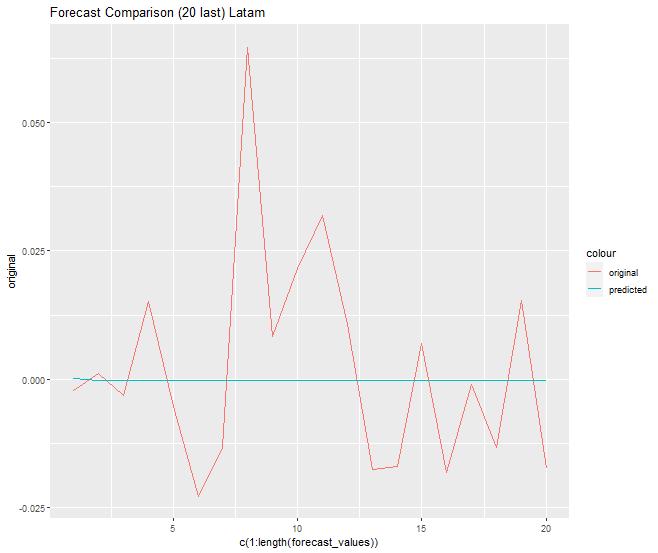 Forecast Comparison (20 last) Latam
original
0.050
0.025
0.000
-0.025
5
10
15
20
c(1:length(forecast_values))
colour
original
predicted